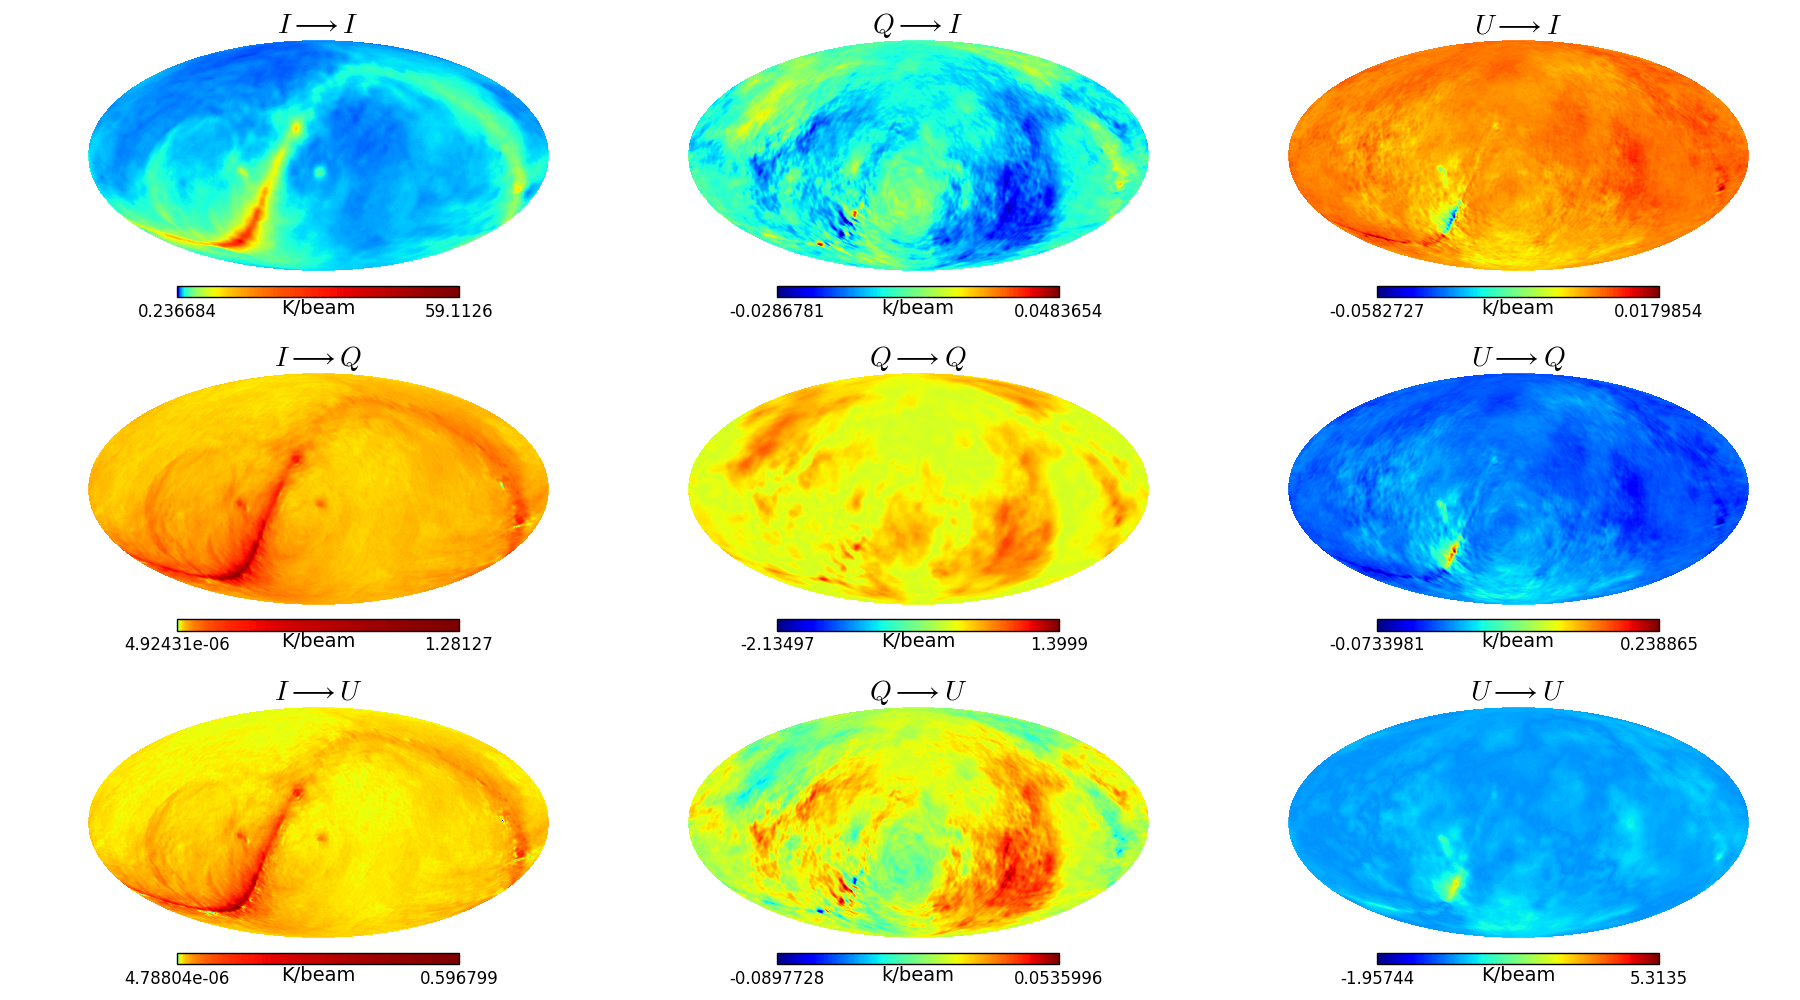 I ⟶ I
Q ⟶ I
U ⟶ I
K/beam
0.236684 59.1126
K/beam
-0.0286781 0.0483654
K/beam
-0.0582727 0.0179854
I ⟶ Q
Q ⟶ Q
U ⟶ Q
K/beam
4.92431e-06 1.28127
K/beam
-2.13497 1.3999
K/beam
-0.0733981 0.238865
I ⟶ U
Q ⟶ U
U ⟶ U
K/beam
4.78804e-06 0.596799
K/beam
-0.0897728 0.0535996
K/beam
-1.95744 5.3135